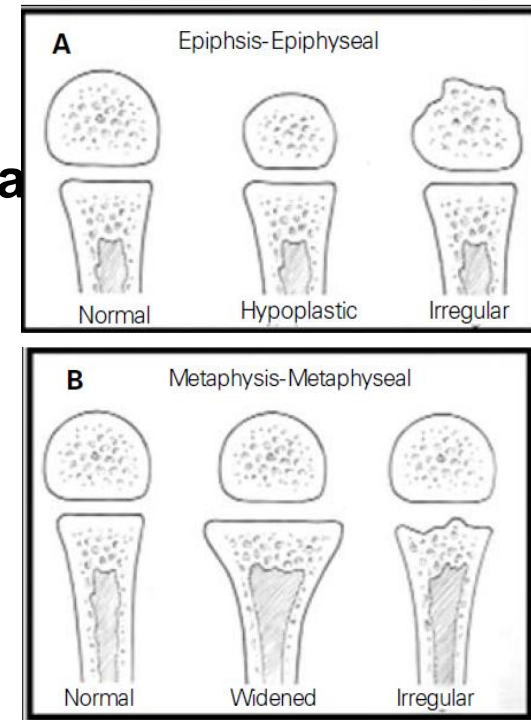 A Epiphsis-Epiphyseal
a
Normal Hypoplastic Irregular
B Metaphysis-Metaphyseal
Normal Widened Irregular